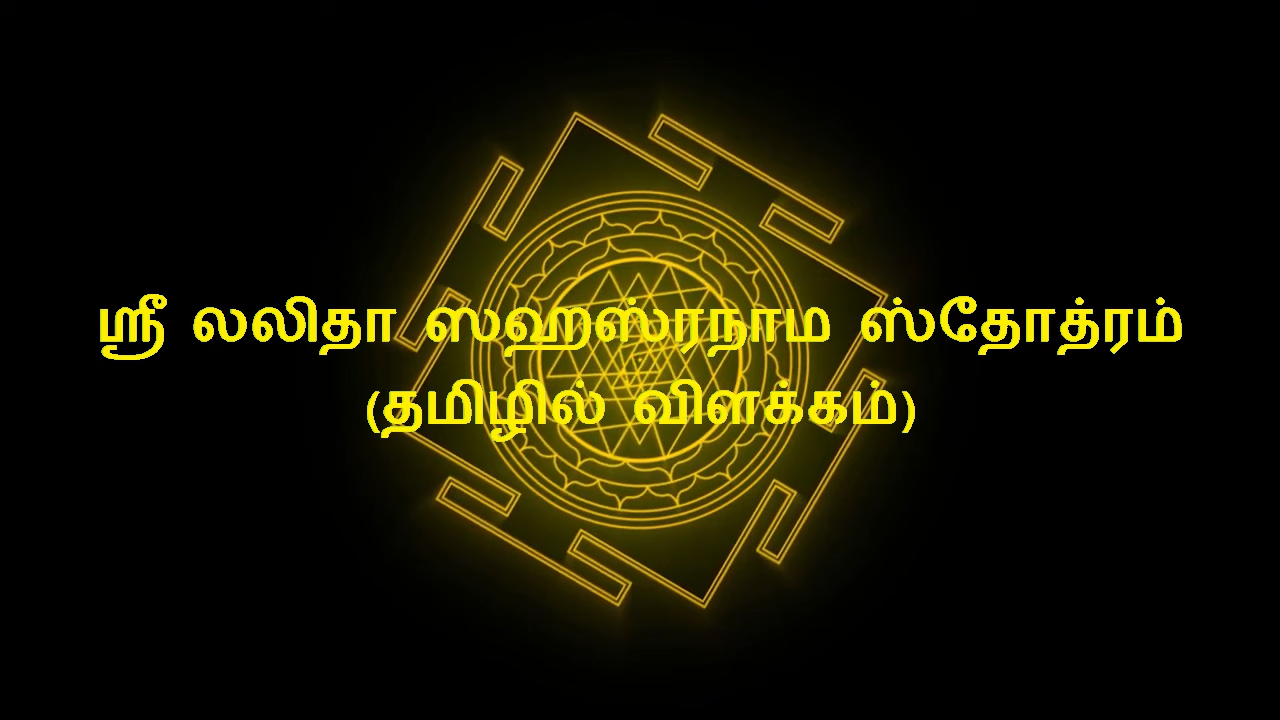 ஸ்ரீ லலிதா ஸஹஸ்ரநாம ஸ்தோத்ரம்
(தமிழில் விளக்கம்)